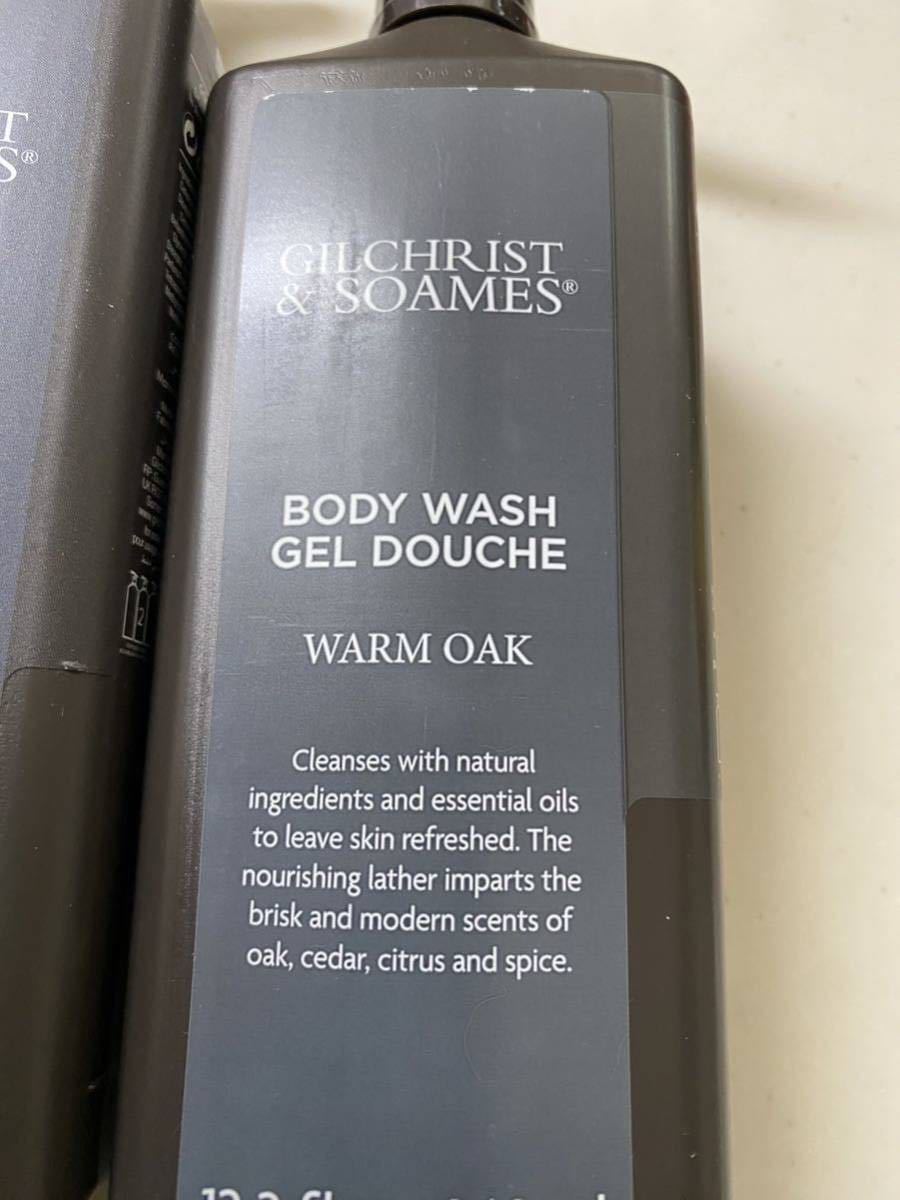 GILCHRIST
& SOAMES®
BODY WASH
GEL DOUCHE
WARM OAK
Cleanses with natural
ingredients and essential oils
to leave skin refreshed. The
nourishing lather imparts the
brisk and modern scents of
oak, cedar, citrus and spice.
T
S®
2